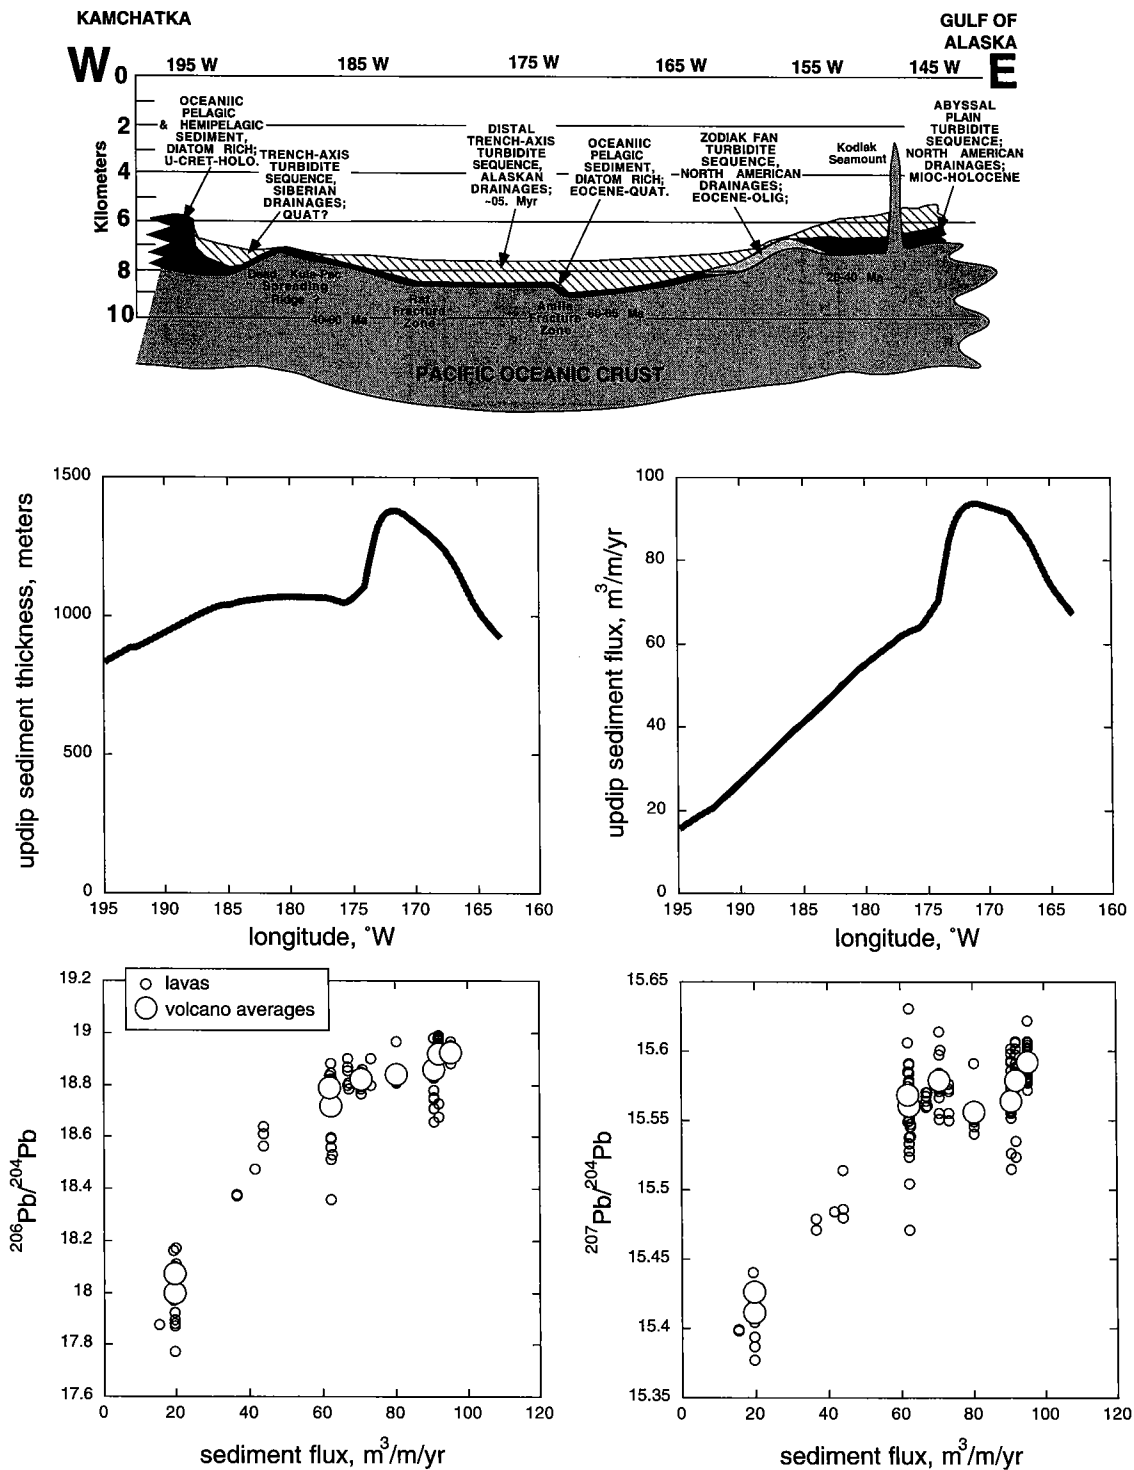 KAMCHATKA
GULF OF
ALASKA
W
E
195 W 185 W 175 W 165 W 155 W 145 W
0
2
4
6
8
10
Kilometers
OCEANIIC
PELAGIC
& HEMIPELAGIC
SEDIMENT,
DIATOM RICH;
U-CRET-HOLO.
TRENCH-AXIS
TURBIDITE
SEQUENCE,
SIBERIAN
DRAINAGES;
QUAT?
DISTAL
TRENCH-AXIS
TURBIDITE
SEQUENCE,
ALASKAN
DRAINAGES;
~05. Myr
OCEANIIC
PELAGIC
SEDIMENT,
DIATOM RICH;
EOCENE-QUAT.
ZODIAK FAN
TURBIDITE
SEQUENCE,
NORTH AMERICAN
DRAINAGES;
EOCENE-OLIG;
Kodiak
Seamount
ABYSSAL
PLAIN
TURBIDITE
SEQUENCE;
NORTH AMERICAN
DRAINAGES;
MIOC-HOLOCENE
Spreading
Ridge ?
Rat
Fracture
Zone
Amlia
Fracture
Zone
PACIFIC OCEANIC CRUST
updip sediment thickness, meters
1500
1000
500
0
195 190 185 180 175 170 165 160
longitude, °W
updip sediment flux, m³/m/yr
100
80
60
40
20
0
195 190 185 180 175 170 165 160
longitude, °W
lavas
volcano averages
²⁰⁶Pb/²⁰⁴Pb
19.2
19
18.8
18.6
18.4
18.2
18
17.8
17.6
0 20 40 60 80 100 120
sediment flux, m³/m/yr
²⁰⁷Pb/²⁰⁴Pb
15.65
15.6
15.55
15.5
15.45
15.4
15.35
0 20 40 60 80 100 120
sediment flux, m³/m/yr